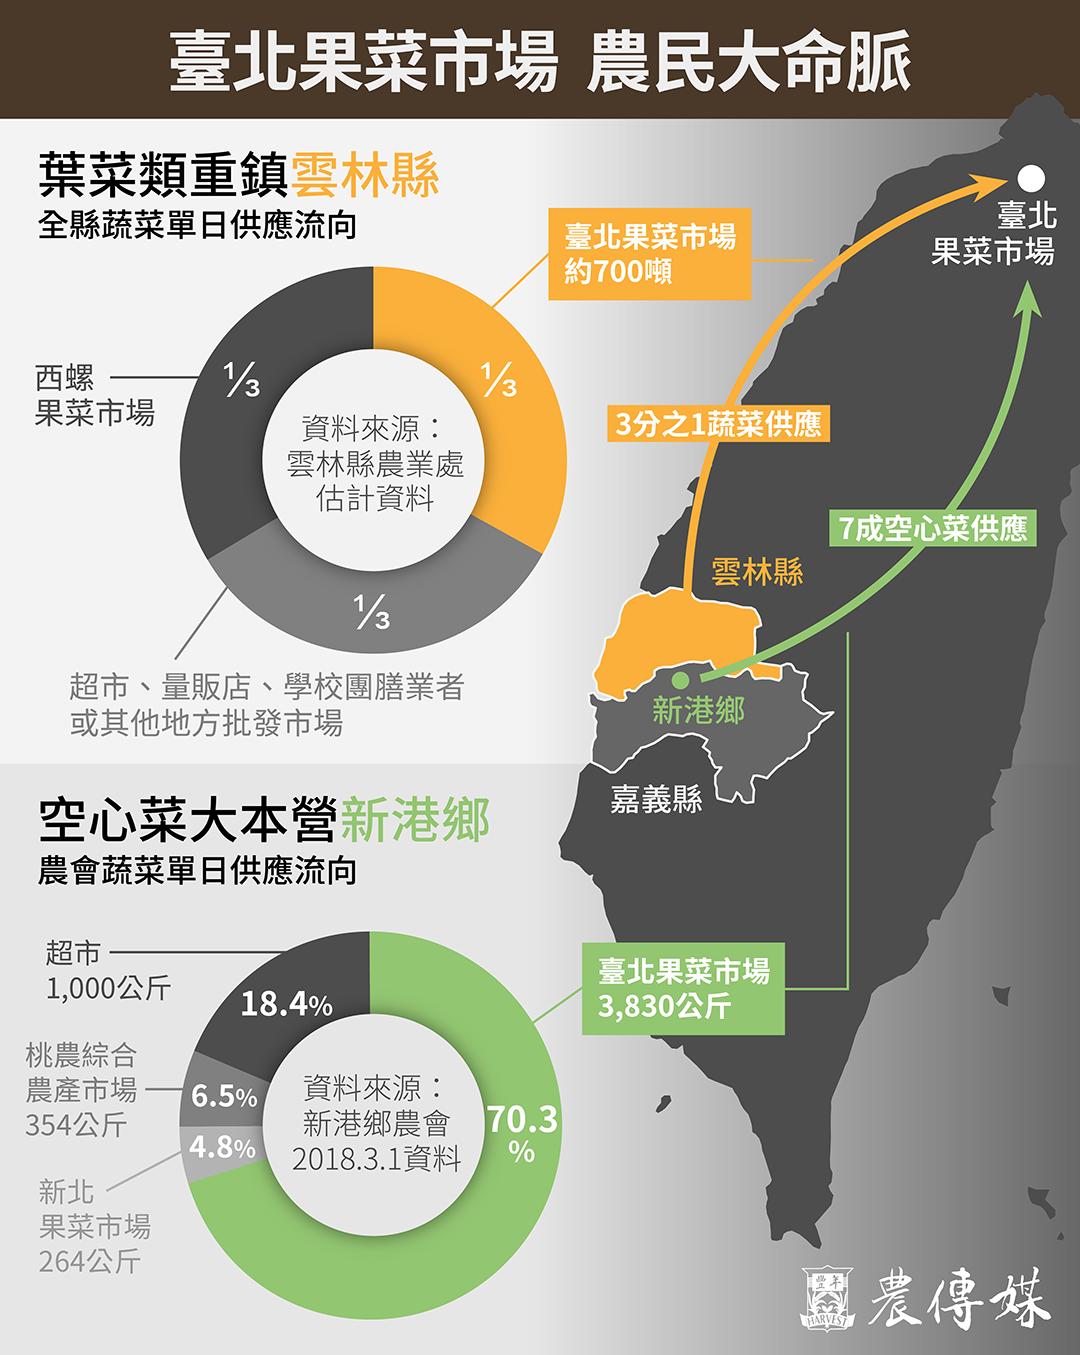 臺北果菜市場 農民大命脈
葉菜類重鎮雲林縣
全縣蔬菜單日供應流向
臺北果菜市場
約700噸
臺北
果菜市場
西螺
果菜市場
⅓
⅓
⅓
資料來源：
雲林縣農業處
估計資料
超市、量販店、學校團膳業者
或其他地方批發市場
3分之1蔬菜供應
7成空心菜供應
雲林縣
新港鄉
嘉義縣
空心菜大本營新港鄉
農會蔬菜單日供應流向
超市
1,000公斤
桃農綜合
農產市場
354公斤
新北
果菜市場
264公斤
18.4%
6.5%
4.8%
70.3
%
資料來源：
新港鄉農會
2018.3.1資料
臺北果菜市場
3,830公斤
豐年
HARVEST
農傳媒